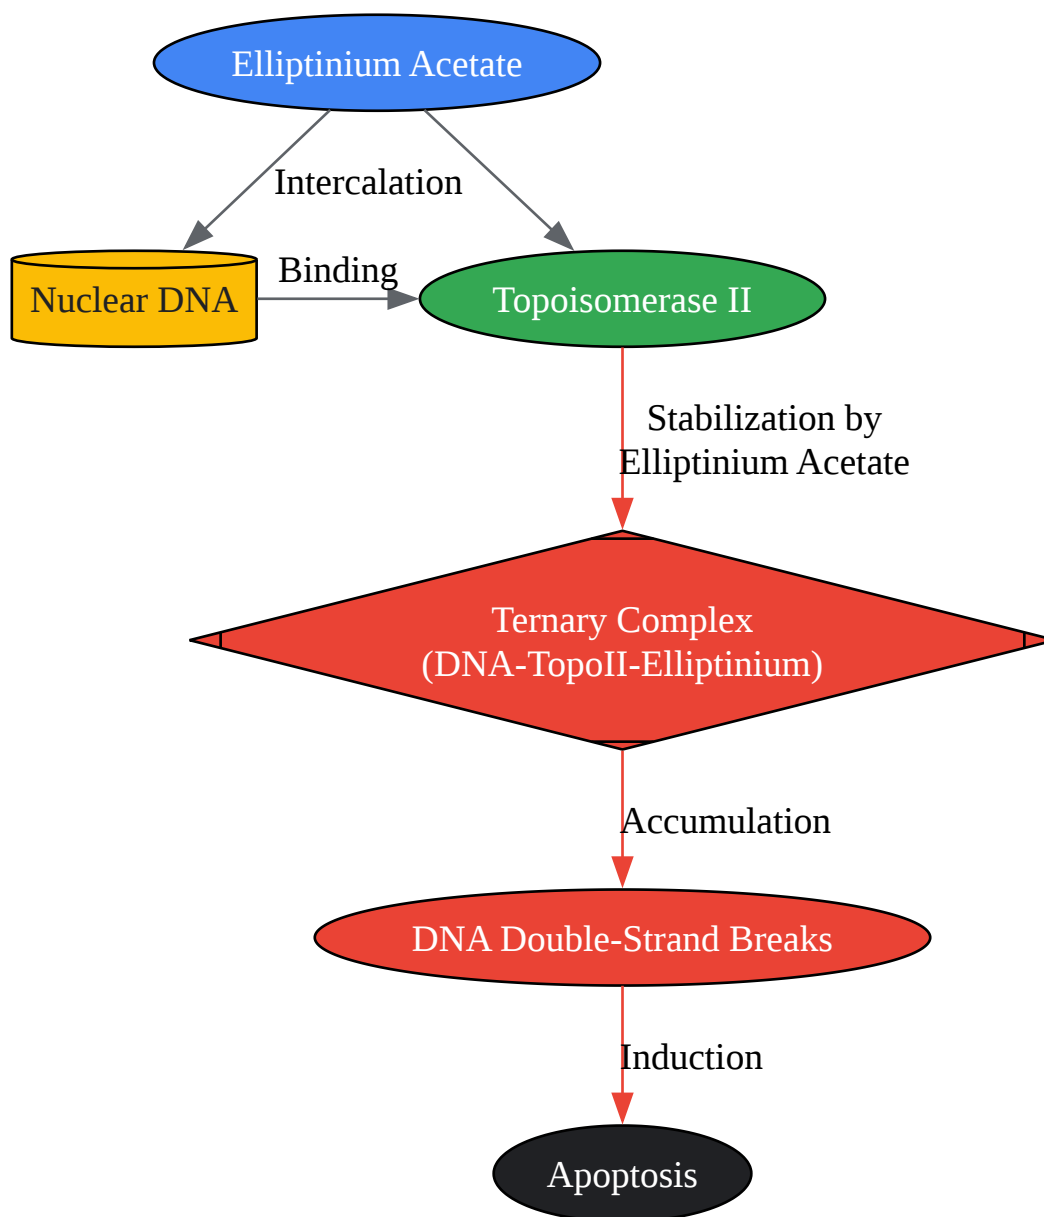 Elliptinium Acetate
Intercalation
Binding
Nuclear DNA
Topoisomerase II
Stabilization by
Elliptinium Acetate
Ternary Complex
(DNA-TopoII-Elliptinium)
Accumulation
DNA Double-Strand Breaks
Induction
Apoptosis